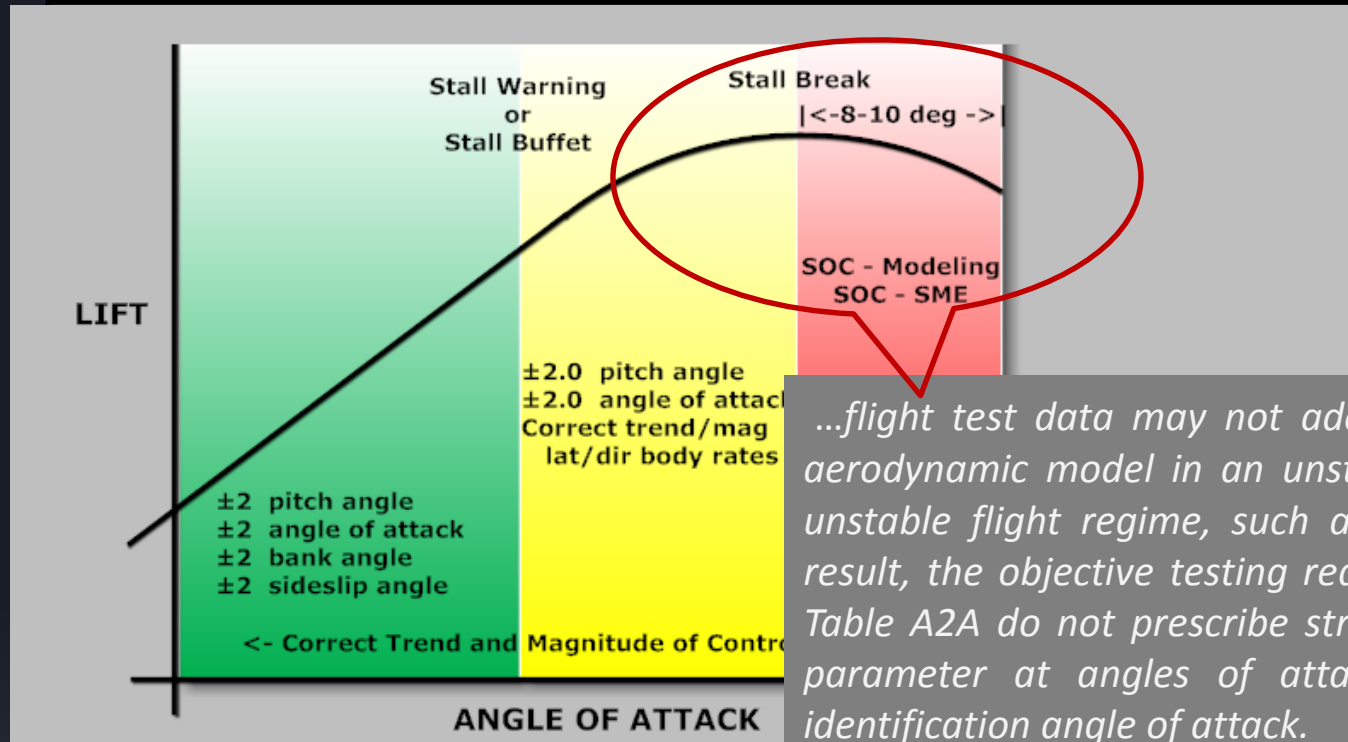 Stall Warning
or
Stall Buffet
Stall Break
|<-8-10 deg ->|
LIFT
SOC - Modeling
SOC - SME
±2.0 pitch angle
±2.0 angle of attac
Correct trend/mag
lat/dir body rates
±2 pitch angle
±2 angle of attack
±2 bank angle
±2 sideslip angle
<- Correct Trend and Magnitude of Contro
ANGLE OF ATTACK
…flight test data may not ade
aerodynamic model in an unst
unstable flight regime, such a
result, the objective testing req
Table A2A do not prescribe str
parameter at angles of atta
identification angle of attack.